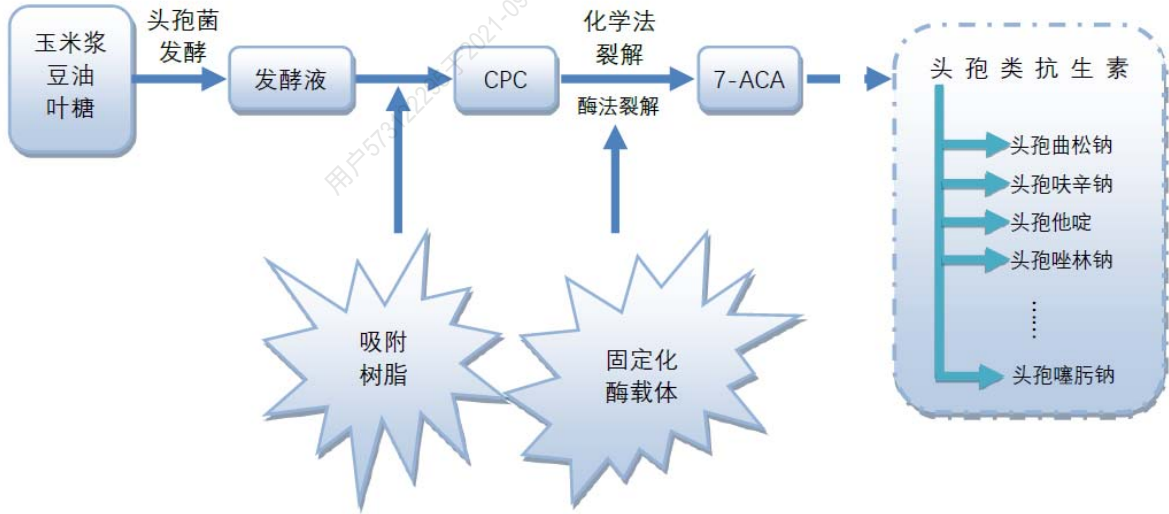 玉米浆
豆油
叶糖
头孢菌
发酵
发酵液
CPC
化学法
裂解
酶法裂解
7-ACA
头孢类抗生素
头孢曲松钠
头孢呋辛钠
头孢他啶
头孢唑林钠
……
头孢噻肟钠
吸附
树脂
固定化
酶载体